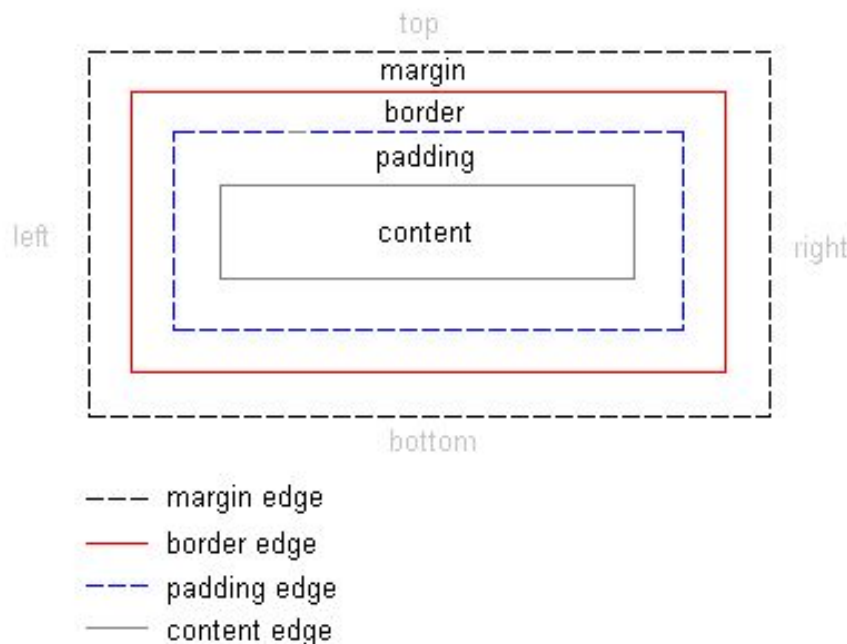 top
margin
border
padding
content
left
right
bottom
margin edge
border edge
padding edge
content edge